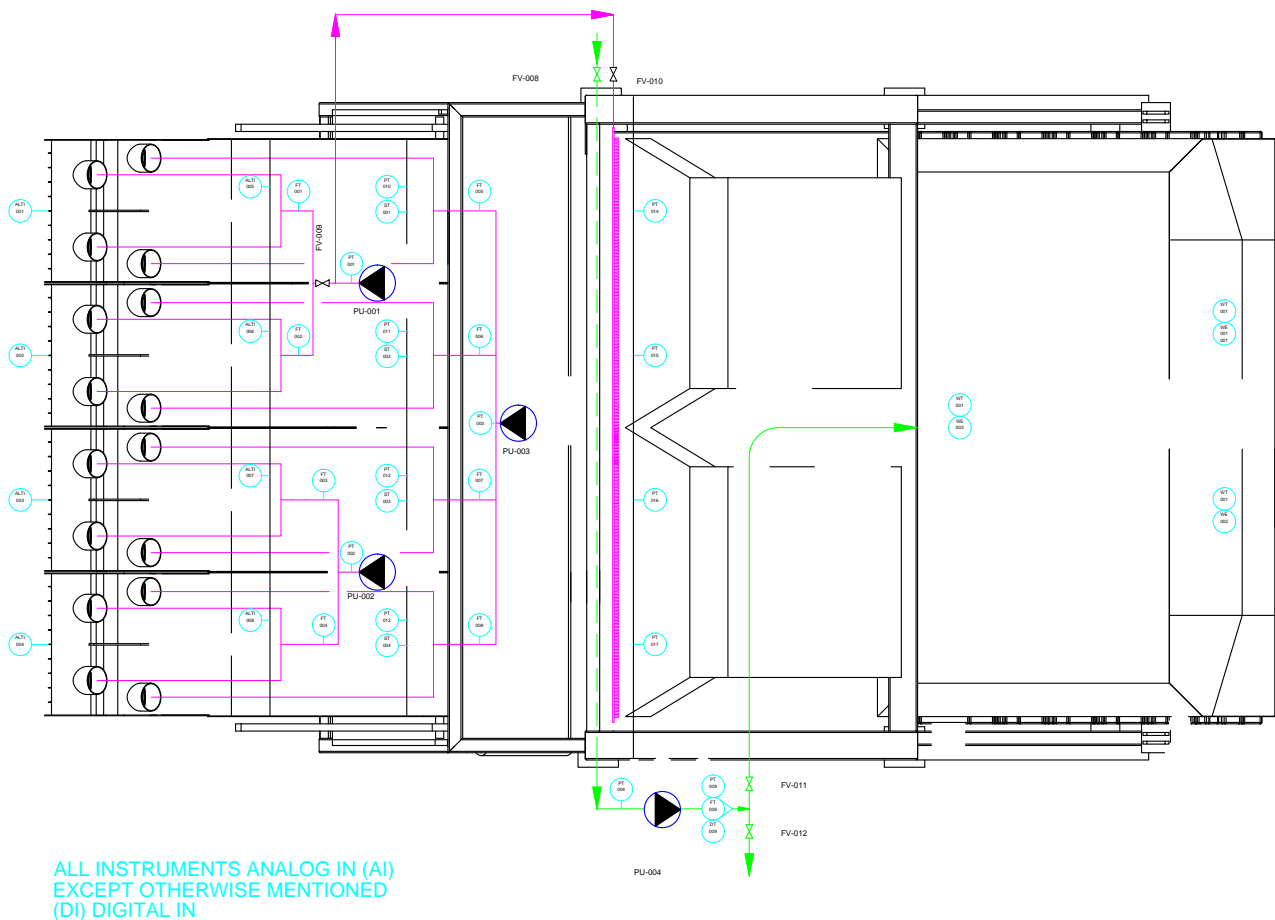 FV-008
FV-010
ALTI
005
FT
001
PT
010
FT
005
ALTI
001
ST
001
PT
014
FV-009
PT
001
PU-001
WT
001
ALTI
006
FT
002
PT
011
FT
006
WE
001
001
ALTI
002
ST
002
PT
015
WT
001
PT
003
WE
003
PU-003
ALTI
007
FT
003
PT
012
FT
007
ALTI
003
ST
003
PT
016
WT
001
WE
002
PT
002
PU-002
ALTI
008
FT
004
PT
013
FT
008
ALTI
004
ST
004
PT
017
PT
004
PT
009
FV-011
FT
009
DT
009
FV-012
PU-004
ALL INSTRUMENTS ANALOG IN (AI)
EXCEPT OTHERWISE MENTIONED
(DI) DIGITAL IN